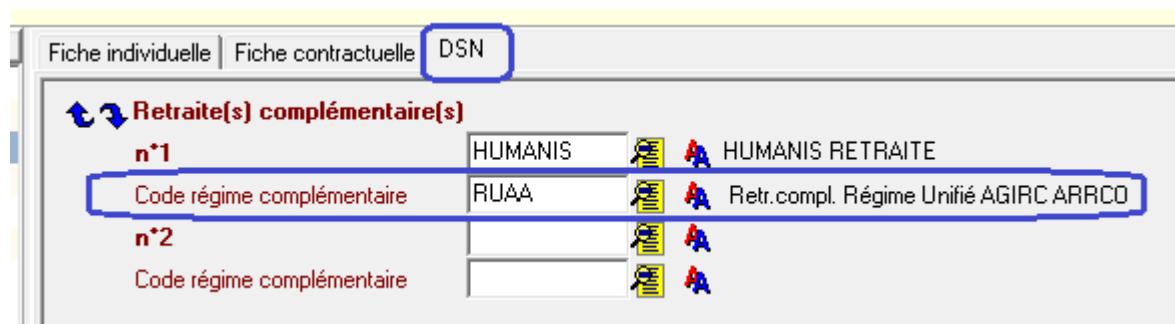 Fiche individuelle Fiche contractuelle DSN
Retraite(s) complémentaire(s)
n°1 HUMANIS HUMANIS RETRAITE
Code régime complémentaire RUAA Retr.compl. Régime Unifié AGIRC ARRCO
n°2
Code régime complémentaire